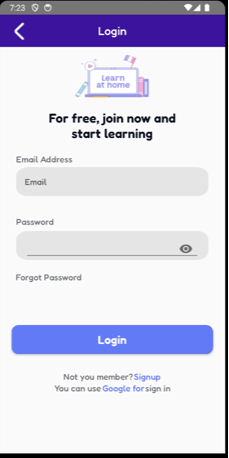 7:23
Login
Learn
at home
For free, join now and
start learning
Email Address
Email
Password
Forgot Password
Login
Not you member? Signup
You can use Google for sign in